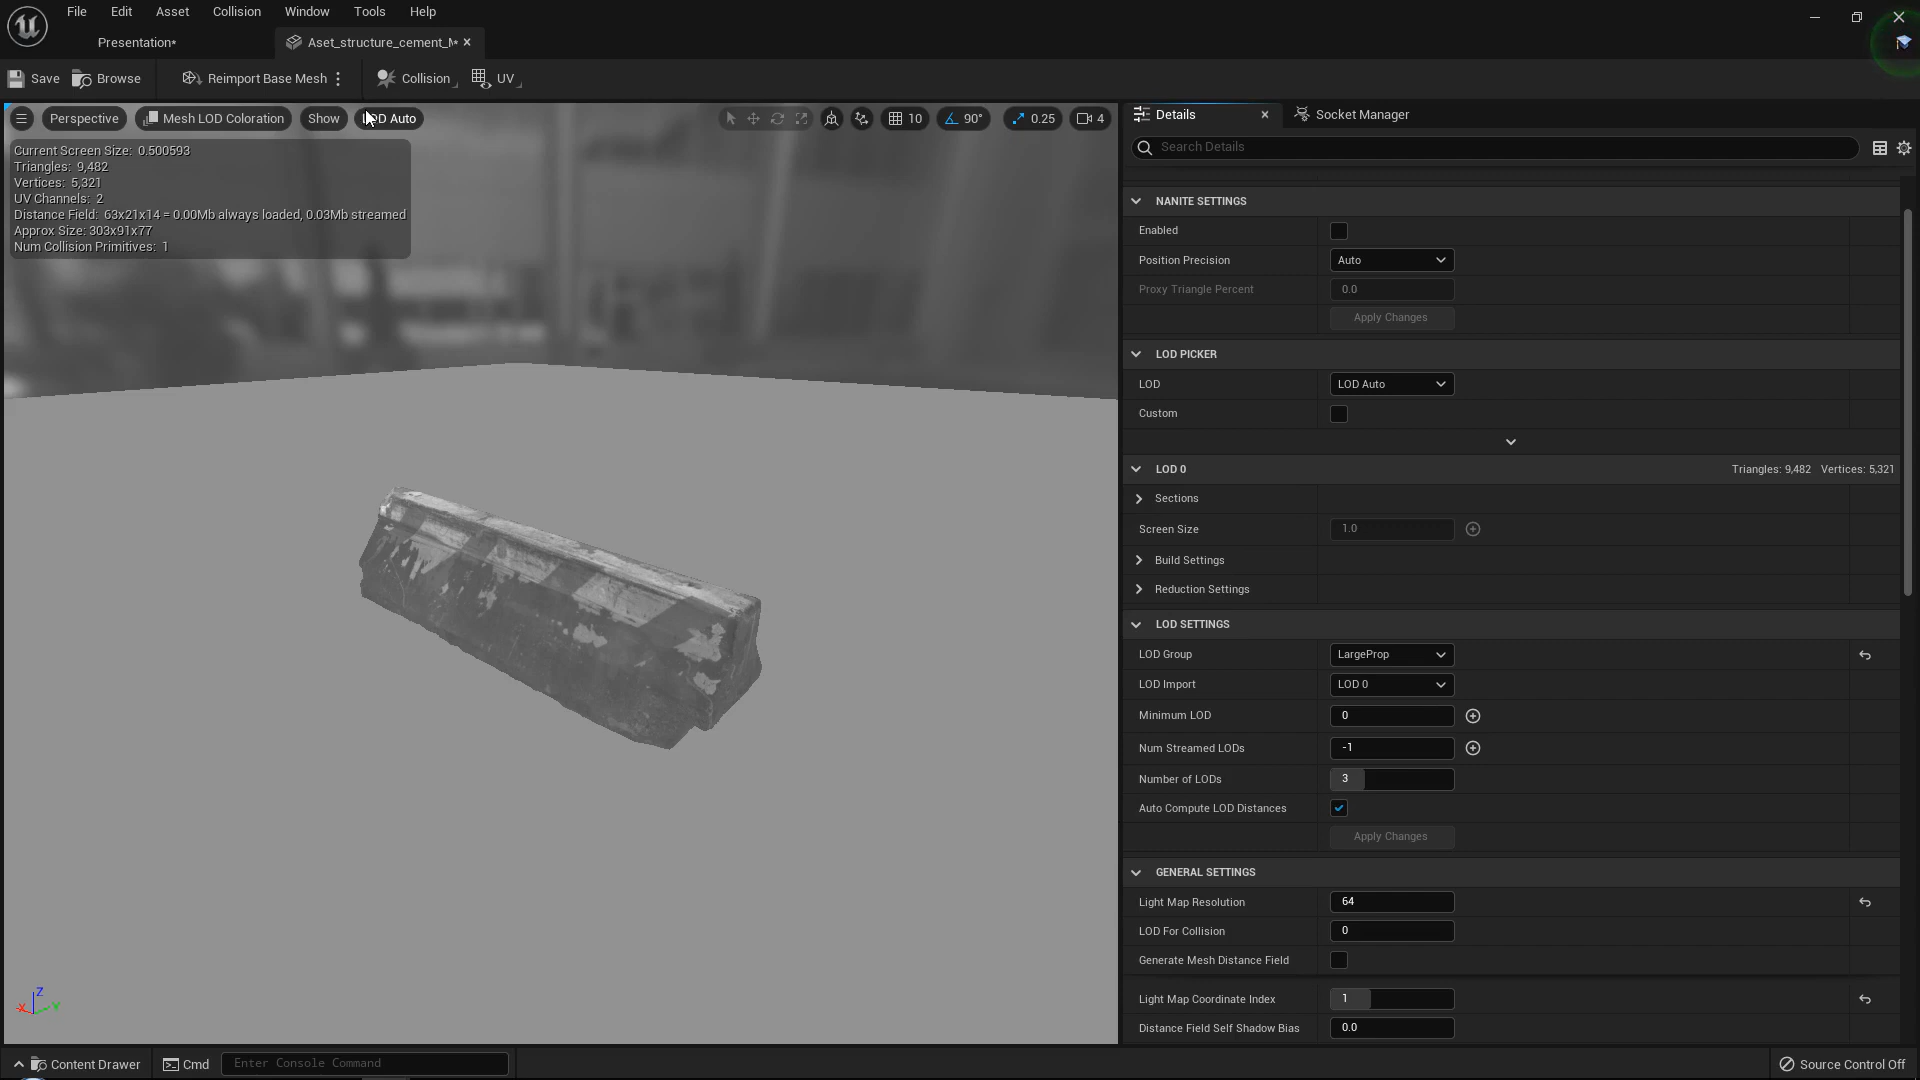 File Edit Asset Collision Window Tools Help
Presentation*
Aset_structure_cement_M*
Save Browse Reimport Base Mesh Collision UV
Perspective Mesh LOD Coloration Show LOD Auto 10 90° 0.25 4
Current Screen Size: 0.500593
Triangles: 9,482
Vertices: 5,321
UV Channels: 2
Distance Field: 63x21x14 = 0.00Mb always loaded, 0.03Mb streamed
Approx Size: 303x91x77
Num Collision Primitives: 1
Z
X
Y
Details Socket Manager
Search Details
NANITE SETTINGS
Enabled
Position Precision Auto
Proxy Triangle Percent 0.0
Apply Changes
LOD PICKER
LOD LOD Auto
Custom
LOD 0 Triangles: 9,482 Vertices: 5,321
Sections
Screen Size 1.0
Build Settings
Reduction Settings
LOD SETTINGS
LOD Group LargeProp
LOD Import LOD 0
Minimum LOD 0
Num Streamed LODs -1
Number of LODs 3
Auto Compute LOD Distances
Apply Changes
GENERAL SETTINGS
Light Map Resolution 64
LOD For Collision 0
Generate Mesh Distance Field
Light Map Coordinate Index 1
Distance Field Self Shadow Bias 0.0
Content Drawer Cmd Enter Console Command Source Control Off